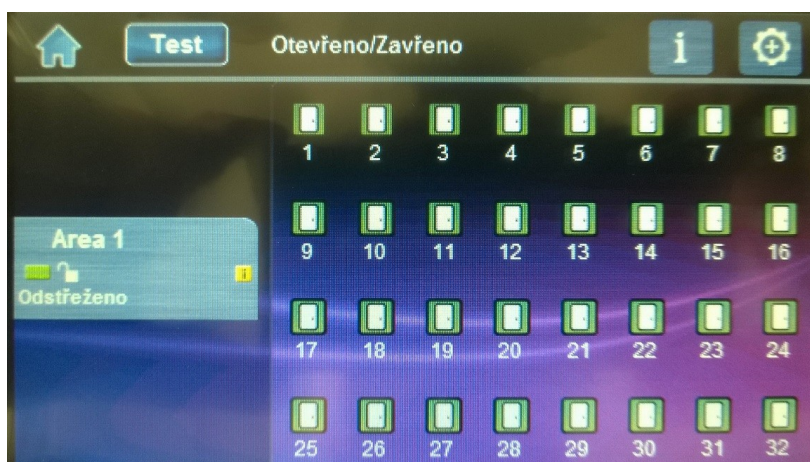 Test Otevřeno/Zavřeno i
1 2 3 4 5 6 7 8
Area 1
9 10 11 12 13 14 15 16
i
Odstřeženo
17 18 19 20 21 22 23 24
25 26 27 28 29 30 31 32